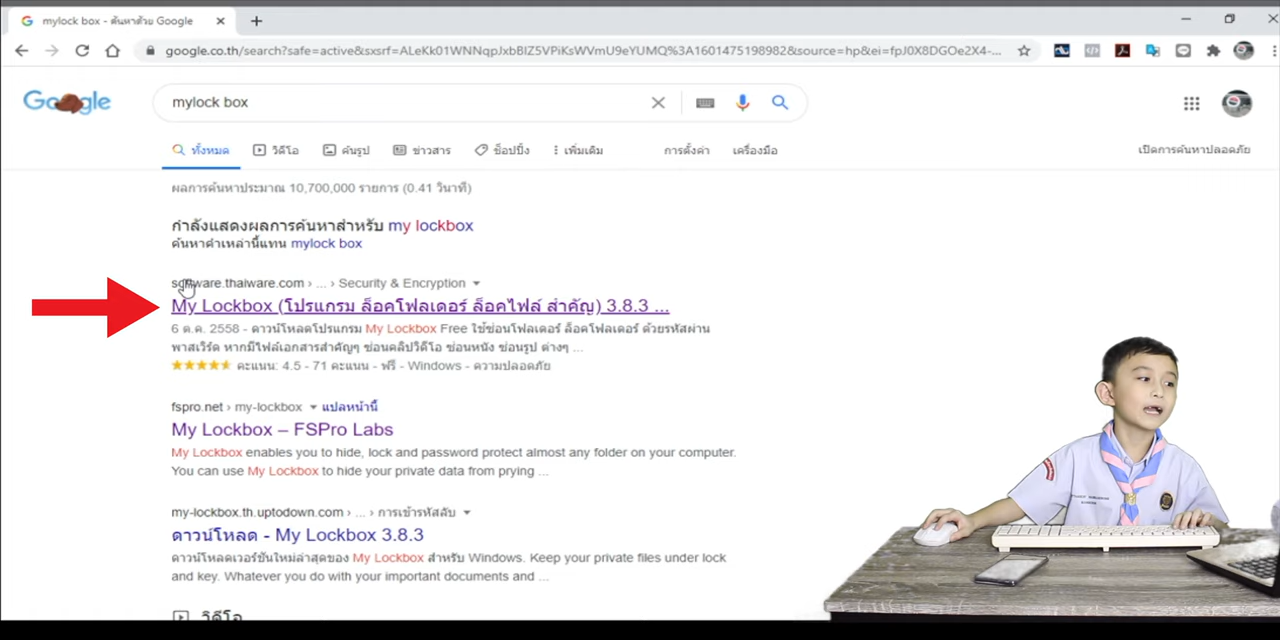 mylock box - ค้นหาด้วย Google
google.co.th/search?safe=active&sxsrf=ALeKk01WNNqpJxbBIZ5VPiKsWVmU9eYUMQ%3A1601475198982&source=hp&ei=fpJ0X8DGOe2X4-...
Google
mylock box
ทั้งหมด วิดีโอ ค้นรูป ข่าวสาร ช็อปปิ้ง เพิ่มเติม การตั้งค่า เครื่องมือ เปิดการค้นหาปลอดภัย
ผลการค้นหาประมาณ 10,700,000 รายการ (0.41 วินาที)
กำลังแสดงผลการค้นหาสำหรับ my lockbox
ค้นหาคำเหล่านี้แทน mylock box
software.thaiware.com › ... › Security & Encryption
My Lockbox (โปรแกรม ล็อคโฟลเดอร์ ล็อคไฟล์ สำคัญ) 3.8.3 ...
6 ต.ค. 2558 - ดาวน์โหลดโปรแกรม My Lockbox Free ใช้ซ่อนโฟลเดอร์ ล็อคโฟลเดอร์ ด้วยรหัสผ่าน
พาสเวิร์ด หากมีไฟล์เอกสารสำคัญๆ ซ่อนคลิปวิดีโอ ซ่อนหนัง ซ่อนรูป ต่างๆ ...
คะแนน: 4.5 - 71 คะแนน - ฟรี - Windows - ความปลอดภัย
fspro.net › my-lockbox แปลหน้านี้
My Lockbox – FSPro Labs
My Lockbox enables you to hide, lock and password protect almost any folder on your computer.
You can use My Lockbox to hide your private data from prying ...
my-lockbox.th.uptodown.com › ... › การเข้ารหัสลับ
ดาวน์โหลด - My Lockbox 3.8.3
ดาวน์โหลดเวอร์ชันใหม่ล่าสุดของ My Lockbox สำหรับ Windows. Keep your private files under lock
and key. Whatever you do with your important documents and ...
วิดีโอ